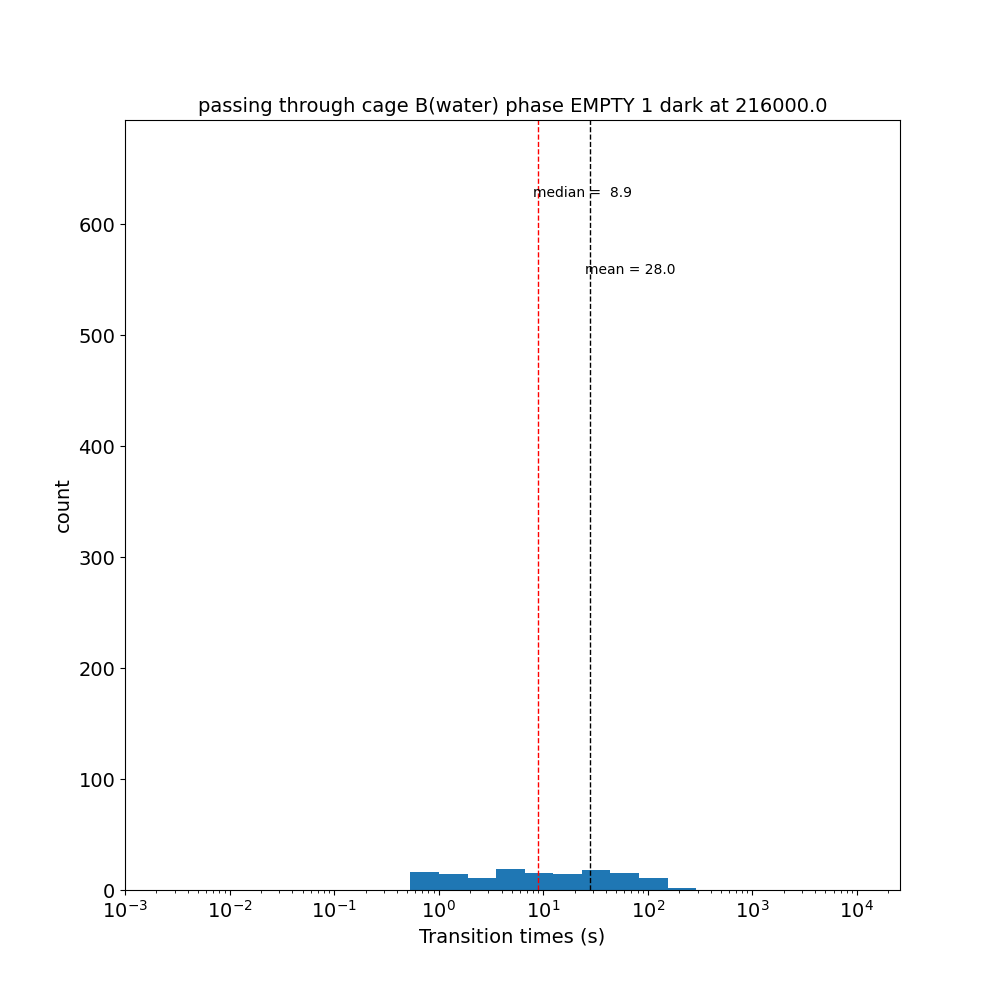 passing through cage B(water) phase EMPTY 1 dark at 216000.0
median =  8.9
mean = 28.0
600
500
400
300
200
100
0
count
10⁻³ 10⁻² 10⁻¹ 10⁰ 10¹ 10² 10³ 10⁴
Transition times (s)